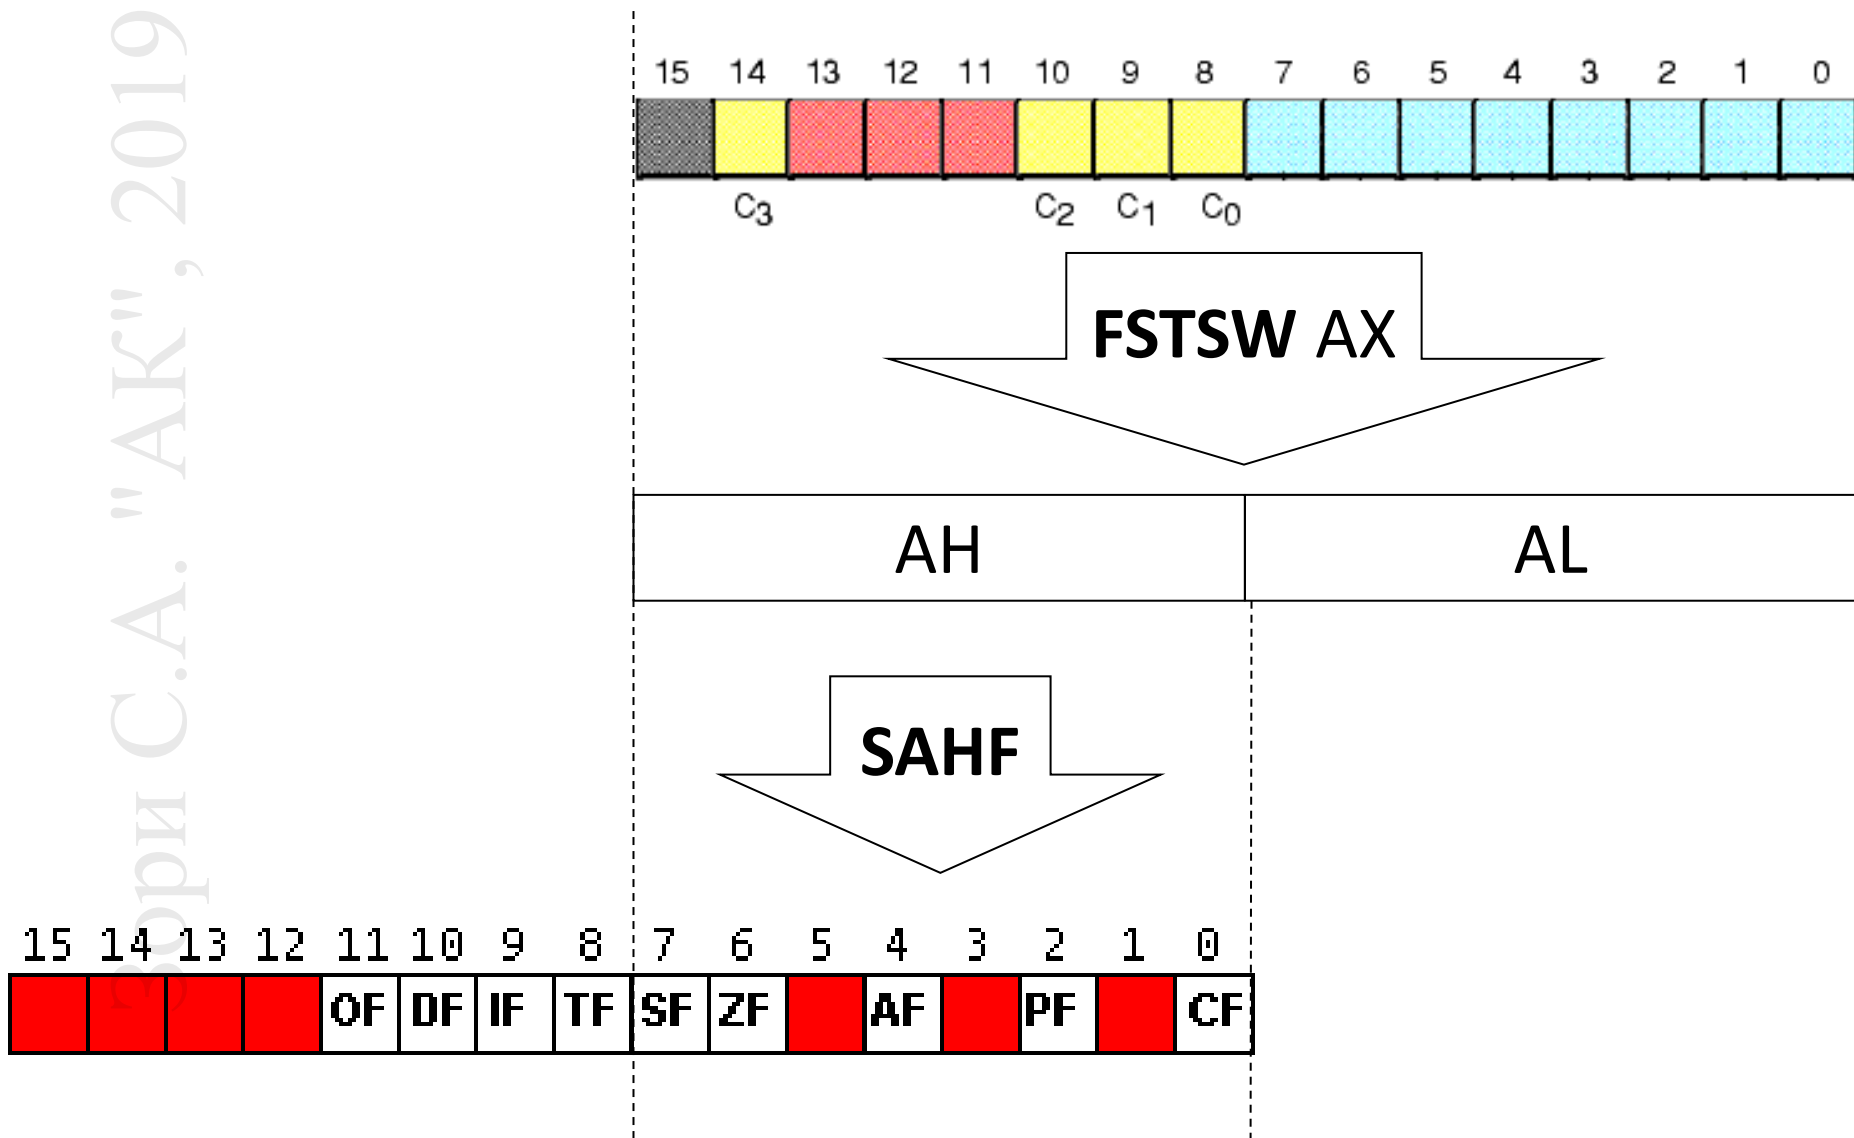 15 14 13 12 11 10 9 8 7 6 5 4 3 2 1 0
C3 C2 C1 C0
FSTSW AX
AH AL
SAHF
15 14 13 12 11 10 9 8 7 6 5 4 3 2 1 0
OF DF IF TF SF ZF AF PF CF
Зори С.А. "АК", 2019